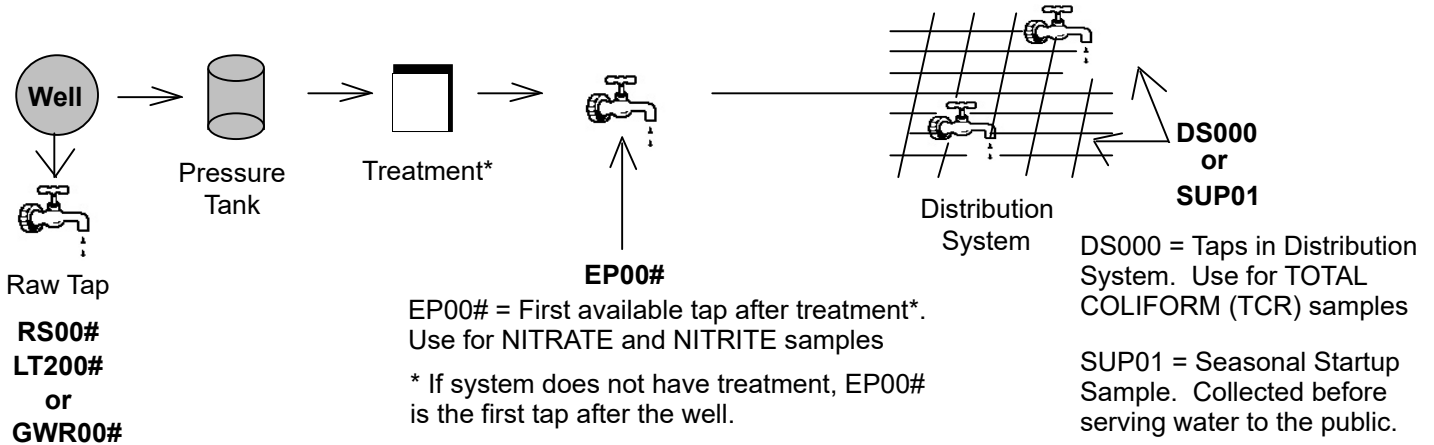 Well
Pressure
Tank
Treatment*
Raw Tap
RS00#
LT200#
or
GWR00#
EP00#
EP00# = First available tap after treatment*.
Use for NITRATE and NITRITE samples
* If system does not have treatment, EP00#
is the first tap after the well.
Distribution
System
DS000
or
SUP01
DS000 = Taps in Distribution
System. Use for TOTAL
COLIFORM (TCR) samples
SUP01 = Seasonal Startup
Sample. Collected before
serving water to the public.